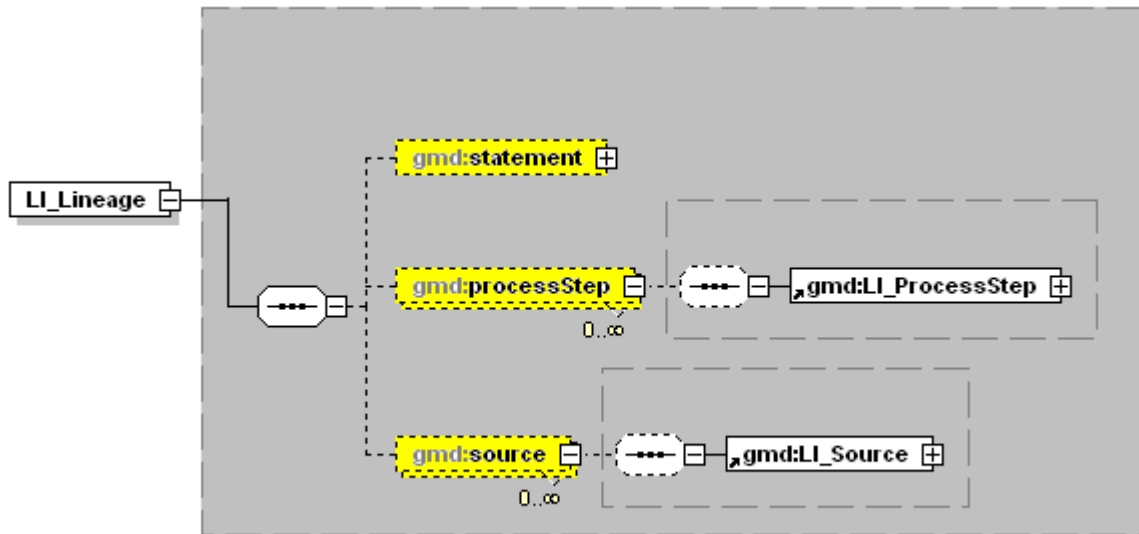 gmd:statement
LI_Lineage
gmd:processStep
gmd:LI_ProcessStep
0..∞
gmd:source
gmd:LI_Source
0..∞